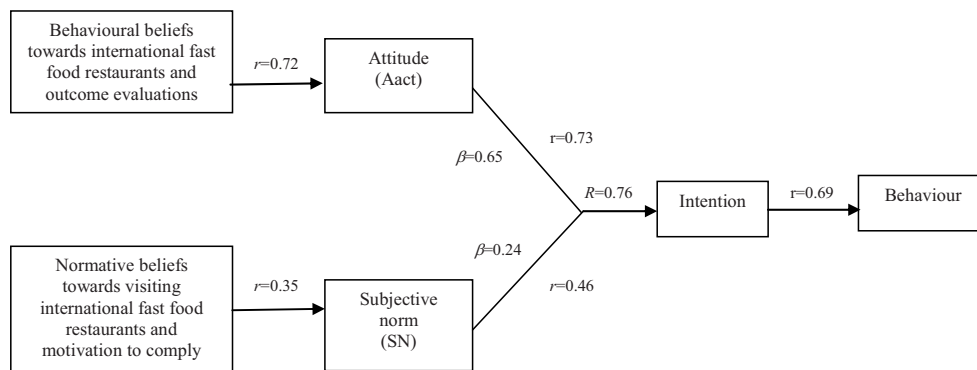 Behavioural beliefs
towards international fast
food restaurants and
outcome evaluations
r=0.72
Attitude
(Aact)
r=0.73
β=0.65
R=0.76
Intention
r=0.69
Behaviour
β=0.24
r=0.46
Normative beliefs
towards visiting
international fast food
restaurants and
motivation to comply
r=0.35
Subjective
norm
(SN)